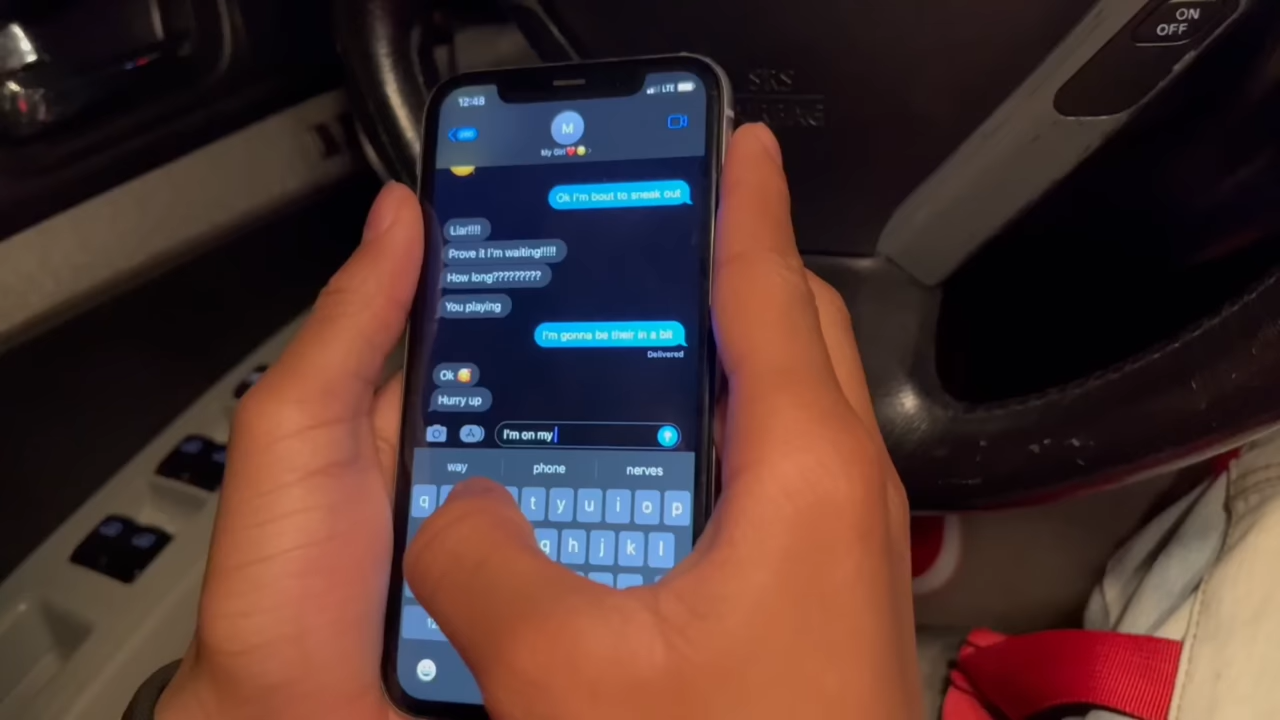 ON
OFF
SRS
12:48
LTE
M
My Girl❤️
Ok I'm bout to sneak out
Liar!!!!
Prove it I'm waiting!!!!!
How long?????????
You playing
I'm gonna be their in a bit
Delivered
Ok 🥰
Hurry up
I'm on my
way phone nerves
q t y u i o p
g h j k l